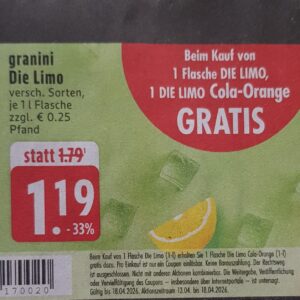 granini
Die Limo
versch. Sorten,
je 1 l Flasche
zzgl. € 0.25
Pfand
statt 1.79¹
1.19
- 33%
Beim Kauf von
1 Flasche DIE LIMO,
1 DIE LIMO Cola-Orange
GRATIS
Beim Kauf von 1 Flasche Die Limo (1-l) erhalten Sie 1 Flasche Die Limo Cola-Orange (1-l)
gratis dazu. Pro Einkauf ist nur ein Coupon einlösbar. Keine Barauszahlung. Der Rechtsweg
ist ausgeschlossen. Nicht mit anderen Aktionen kombinierbar. Die Weitergabe, Veröffentlichung
oder Vervielfältigung des Coupons – insbesondere über Internetportale – ist untersagt.
Gültig bis 18.04.2026. Aktionszeitraum 13.04. bis 18.04.2026.
170020